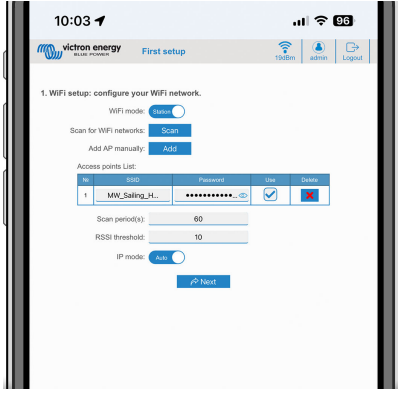 10:03 96
victron energy
BLUE POWER
First setup
19dBm admin Logout
1. WiFi setup: configure your WiFi network.
WiFi mode: Station
Scan for WiFi networks: Scan
Add AP manually: Add
Access points List:
Nr SSID Password Use Delete
1 MW_Sailing_H... •••••••••••...
Scan period(s): 60
RSSI threshold: 10
IP mode: Auto
Next